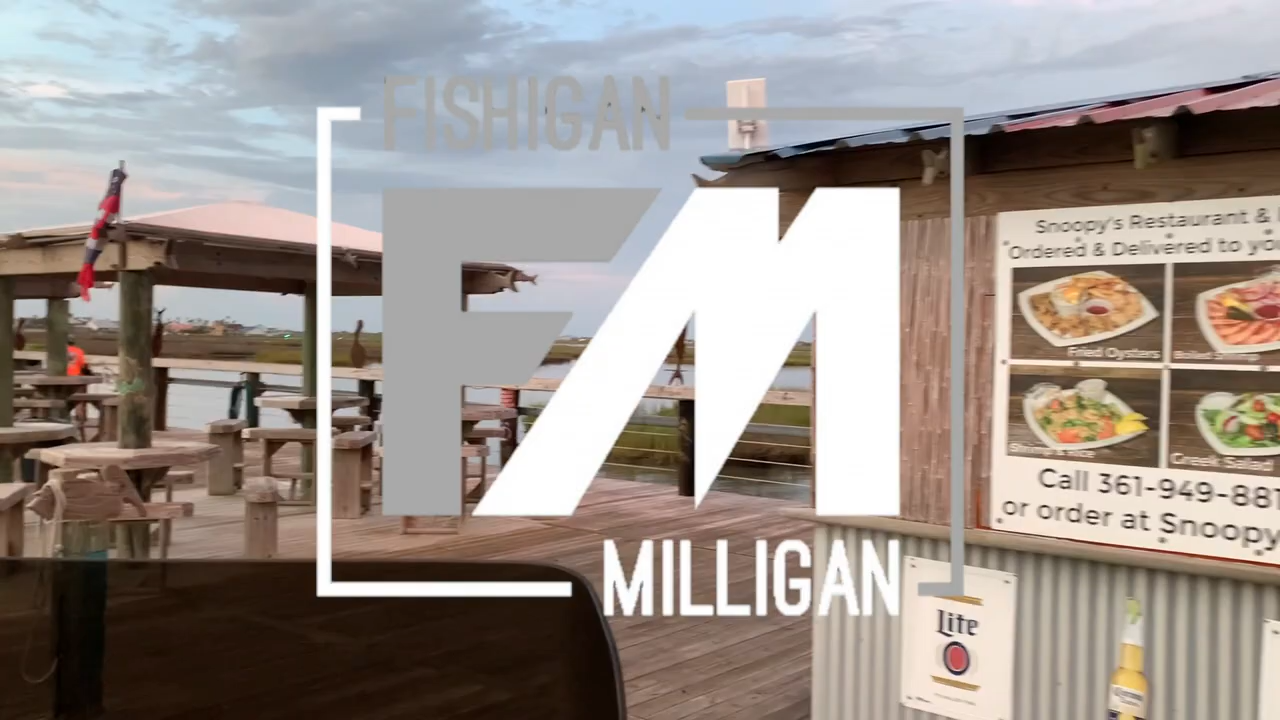 FISHIGAN
FM
MILLIGAN
Snoopy's Restaurant &
Ordered & Delivered to
Fried Oysters
Creek Salad
Call 361-949-881
or order at Snoopy
Lite
Corona